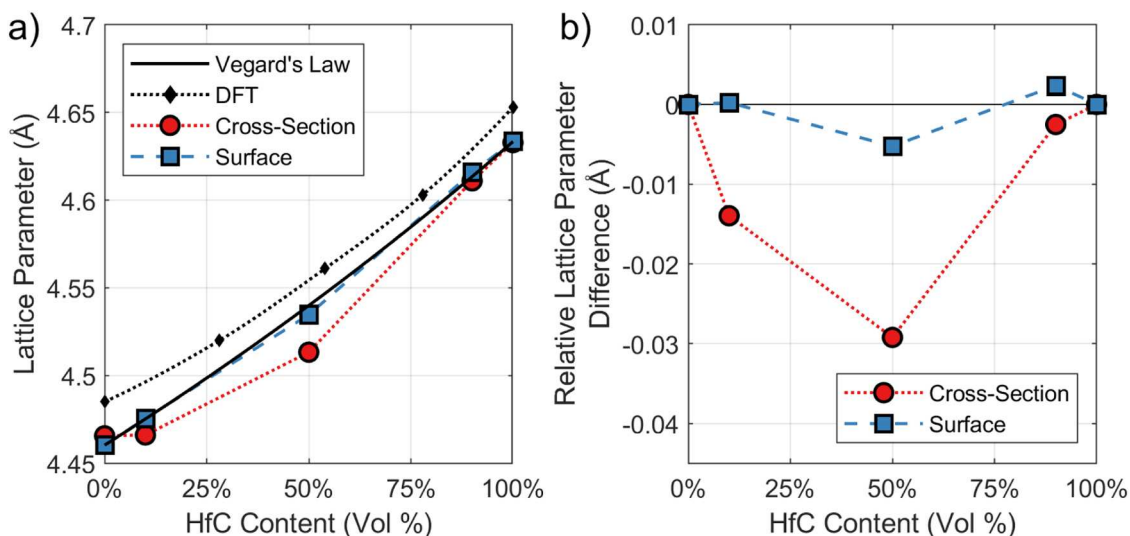 a)
4.7
4.65
4.6
4.55
4.5
4.45
Lattice Parameter (Å)
Vegard's Law
DFT
Cross-Section
Surface
0% 25% 50% 75% 100%
HfC Content (Vol %)
b)
0.01
0
-0.01
-0.02
-0.03
-0.04
Relative Lattice Parameter
Difference (Å)
Cross-Section
Surface
0% 25% 50% 75% 100%
HfC Content (Vol %)